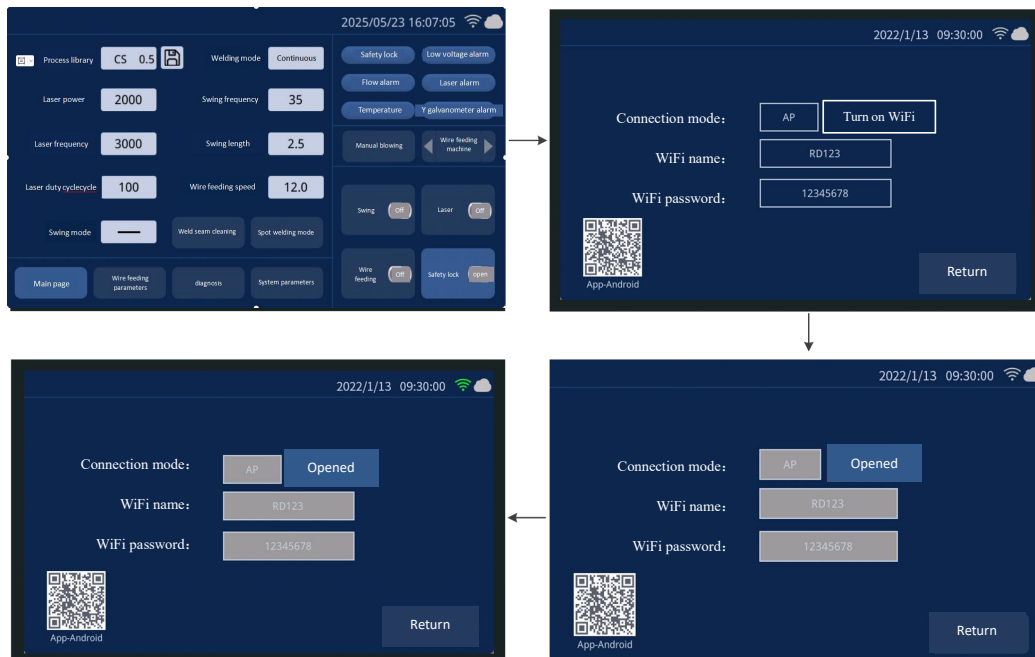 2025/05/23 16:07:05
Process library CS 0.5 Welding mode Continuous
Laser power 2000 Swing frequency 35
Laser frequency 3000 Swing length 2.5
Laser duty cyclecycle 100 Wire feeding speed 12.0
Swing mode Weld seam cleaning Spot welding mode
Main page Wire feeding parameters diagnosis System parameters
Safety lock Low voltage alarm
Flow alarm Laser alarm
Temperature Y galvanometer alarm
Manual blowing Wire feeding machine
Swing Off Laser Off
Wire feeding Off Safety lock open
2022/1/13 09:30:00
Connection mode: AP Turn on WiFi
WiFi name: RD123
WiFi password: 12345678
App-Android
Return
2022/1/13 09:30:00
Connection mode: AP Opened
WiFi name: RD123
WiFi password: 12345678
App-Android
Return
2022/1/13 09:30:00
Connection mode: AP Opened
WiFi name: RD123
WiFi password: 12345678
App-Android
Return